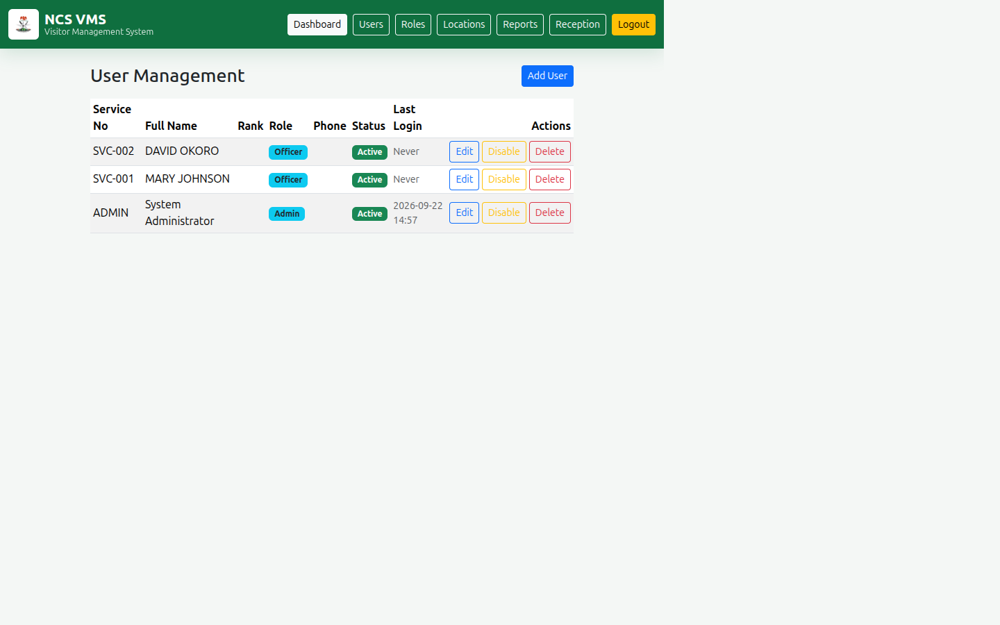 NCS VMS
Visitor Management System
Dashboard Users Roles Locations Reports Reception Logout
User Management
Add User
Service No Full Name Rank Role Phone Status Last Login Actions
SVC-002 DAVID OKORO Officer Active Never Edit Disable Delete
SVC-001 MARY JOHNSON Officer Active Never Edit Disable Delete
ADMIN System Administrator Admin Active 2026-09-22 14:57 Edit Disable Delete